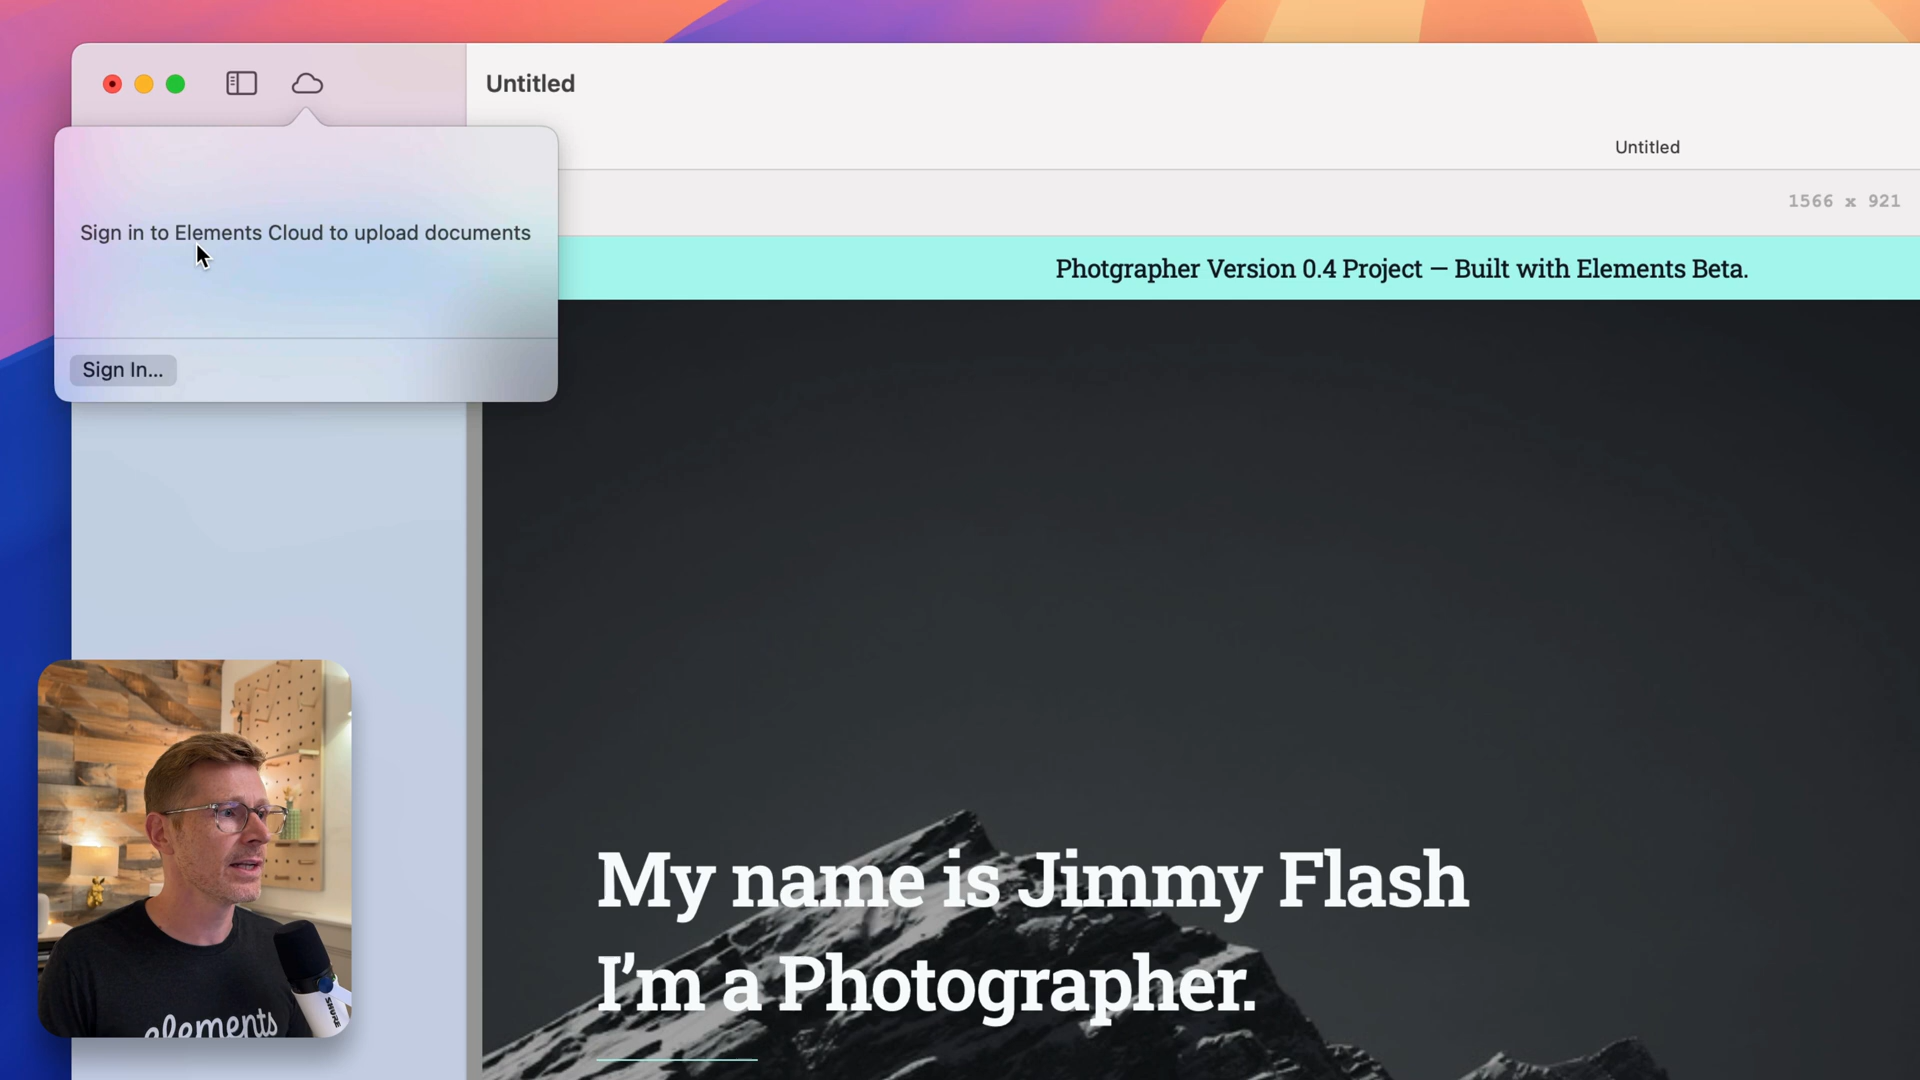 Untitled
Untitled
1566 x 921
Sign in to Elements Cloud to upload documents
Sign In...
Photgrapher Version 0.4 Project — Built with Elements Beta.
My name is Jimmy Flash
I’m a Photographer.
elements
SHURE